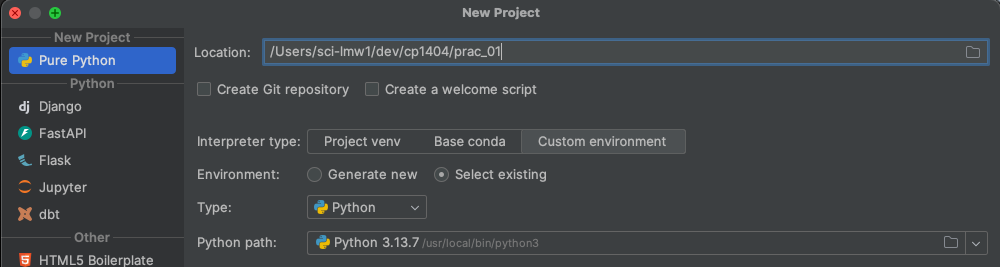 New Project
New Project
Pure Python
Python
dj Django
FastAPI
Flask
Jupyter
dbt
Other
HTML5 Boilerplate
Location: /Users/sci-lmw1/dev/cp1404/prac_01
Create Git repository Create a welcome script
Interpreter type: Project venv Base conda Custom environment
Environment: Generate new Select existing
Type: Python
Python path: Python 3.13.7 /usr/local/bin/python3